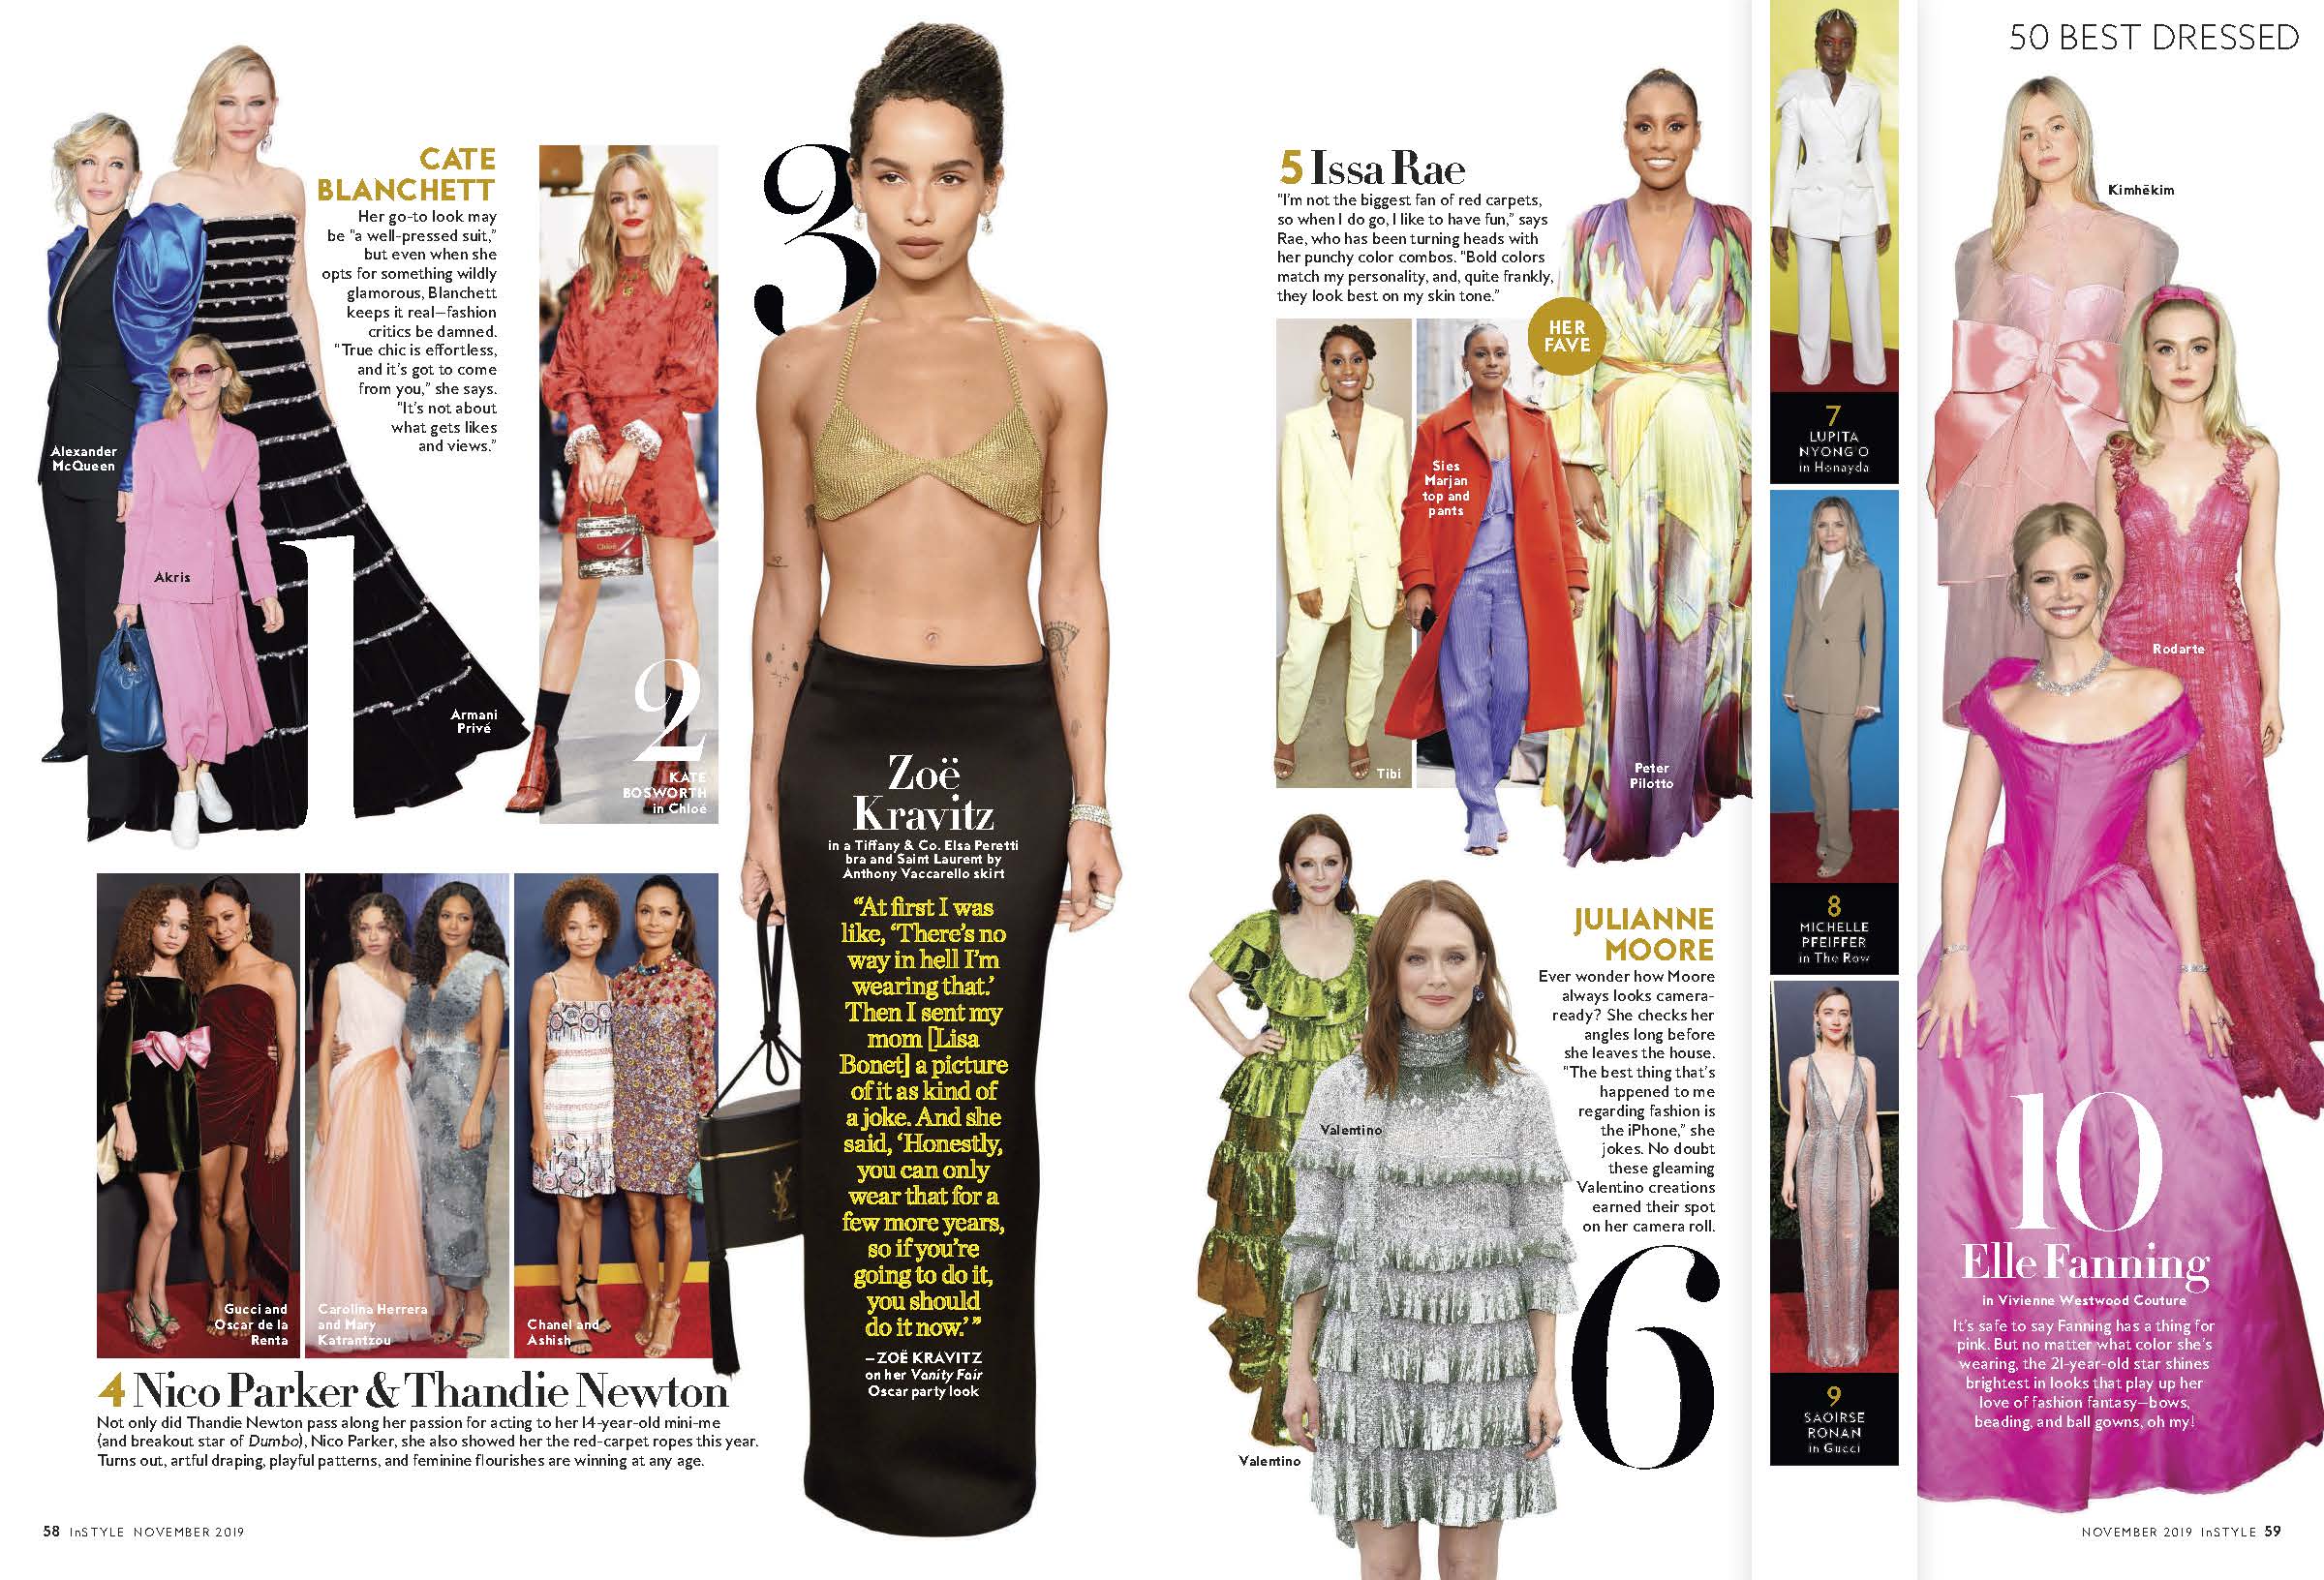 50 BEST DRESSED
CATE
BLANCHETT
Her go-to look may
be "a well-pressed suit,"
but even when she
opts for something wildly
glamorous, Blanchett
keeps it real—fashion
critics be damned.
"True chic is effortless,
and it's got to come
from you," she says.
"It's not about
what gets likes
and views."
Alexander
McQueen
Akris
1
Armani
Privé
Chloé
2
KATE
BOSWORTH
in Chloé
3
Zoë
Kravitz
in a Tiffany & Co. Elsa Peretti
bra and Saint Laurent by
Anthony Vaccarello skirt
“At first I was
like, ‘There’s no
way in hell I’m
wearing that.’
Then I sent my
mom [Lisa
Bonet] a picture
of it as kind of
a joke. And she
said, ‘Honestly,
you can only
wear that for a
few more years,
so if you’re
going to do it,
you should
do it now.’ ”
—ZOË KRAVITZ
on her Vanity Fair
Oscar party look
Gucci and
Oscar de la
Renta
Carolina Herrera
and Mary
Katrantzou
Chanel and
Ashish
4 Nico Parker & Thandie Newton
Not only did Thandie Newton pass along her passion for acting to her 14-year-old mini-me
(and breakout star of Dumbo), Nico Parker, she also showed her the red-carpet ropes this year.
Turns out, artful draping, playful patterns, and feminine flourishes are winning at any age.
58 InSTYLE NOVEMBER 2019
5 Issa Rae
"I'm not the biggest fan of red carpets,
so when I do go, I like to have fun," says
Rae, who has been turning heads with
her punchy color combos. "Bold colors
match my personality, and, quite frankly,
they look best on my skin tone."
HER
FAVE
Sies
Marjan
top and
pants
Tibi
Peter
Pilotto
JULIANNE
MOORE
Ever wonder how Moore
always looks camera-
ready? She checks her
angles long before
she leaves the house.
"The best thing that's
happened to me
regarding fashion is
the iPhone," she
jokes. No doubt
these gleaming
Valentino creations
earned their spot
on her camera roll.
Valentino
Valentino
6
7
LUPITA
NYONG'O
in Honayda
8
MICHELLE
PFEIFFER
in The Row
9
SAOIRSE
RONAN
in Gucci
Kimhēkim
Rodarte
10
Elle Fanning
in Vivienne Westwood Couture
It's safe to say Fanning has a thing for
pink. But no matter what color she's
wearing, the 21-year-old star shines
brightest in looks that play up her
love of fashion fantasy—bows,
beading, and ball gowns, oh my!
NOVEMBER 2019 InSTYLE 59